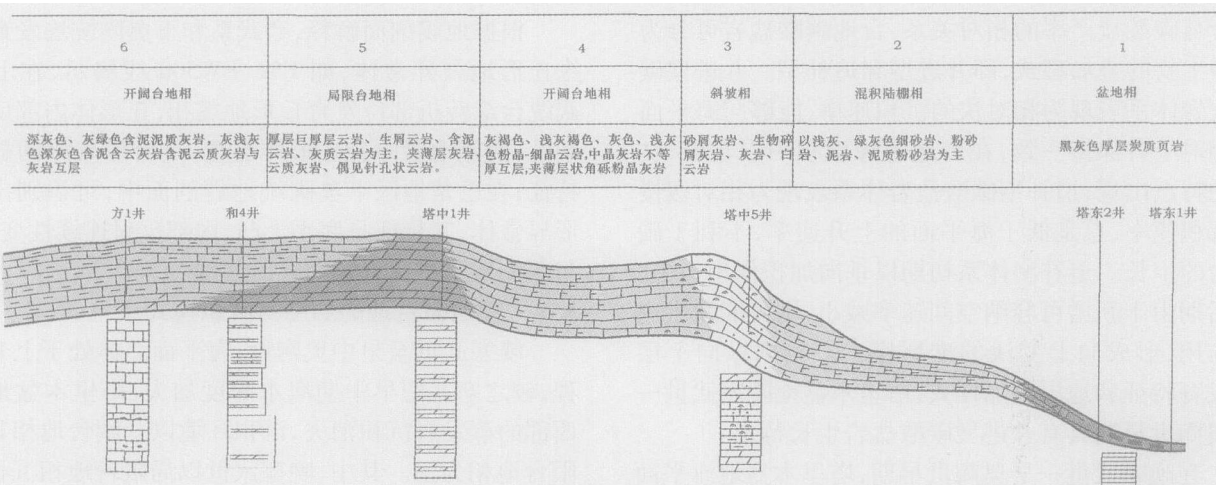 6
5
4
3
2
1
开阔台地相
局限台地相
开阔台地相
斜坡相
混积陆棚相
盆地相
深灰色、灰绿色含泥泥质灰岩，灰浅灰
色深灰色含泥含云灰岩含泥云质灰岩与
灰岩互层
厚层巨厚层云岩、生屑云岩、含泥
云岩、灰质云岩为主，夹薄层灰岩、
云质灰岩、偶见针孔状云岩。
灰褐色、浅灰褐色、灰色、浅灰
色粉晶-细晶云岩,中晶灰岩不等
厚互层,夹薄层状角砾粉晶灰岩
砂屑灰岩、生物碎
屑灰岩、灰岩、白
云岩
以浅灰、绿灰色细砂岩、粉砂
岩、泥岩、泥质粉砂岩为主
黑灰色厚层炭质页岩
方1井
和4井
塔中1井
塔中5井
塔东2井
塔东1井